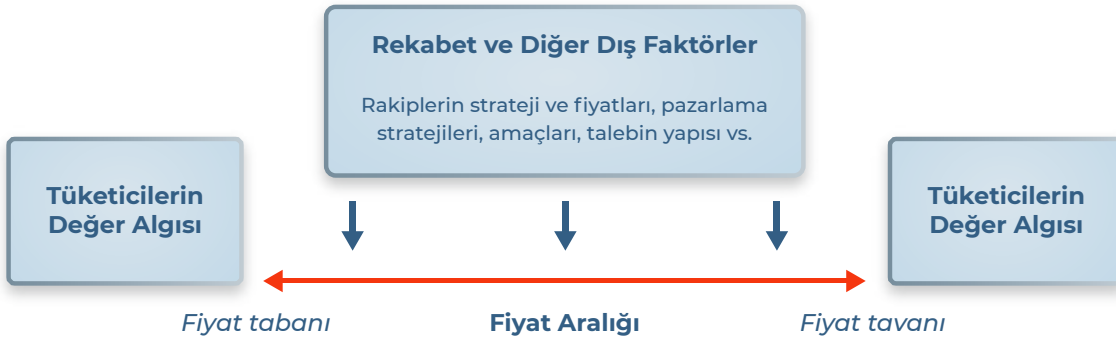 Rekabet ve Diğer Dış Faktörler
Rakiplerin strateji ve fiyatları, pazarlama
stratejileri, amaçları, talebin yapısı vs.
Tüketicilerin
Değer Algısı
Tüketicilerin
Değer Algısı
Fiyat tabanı
Fiyat Aralığı
Fiyat tavanı